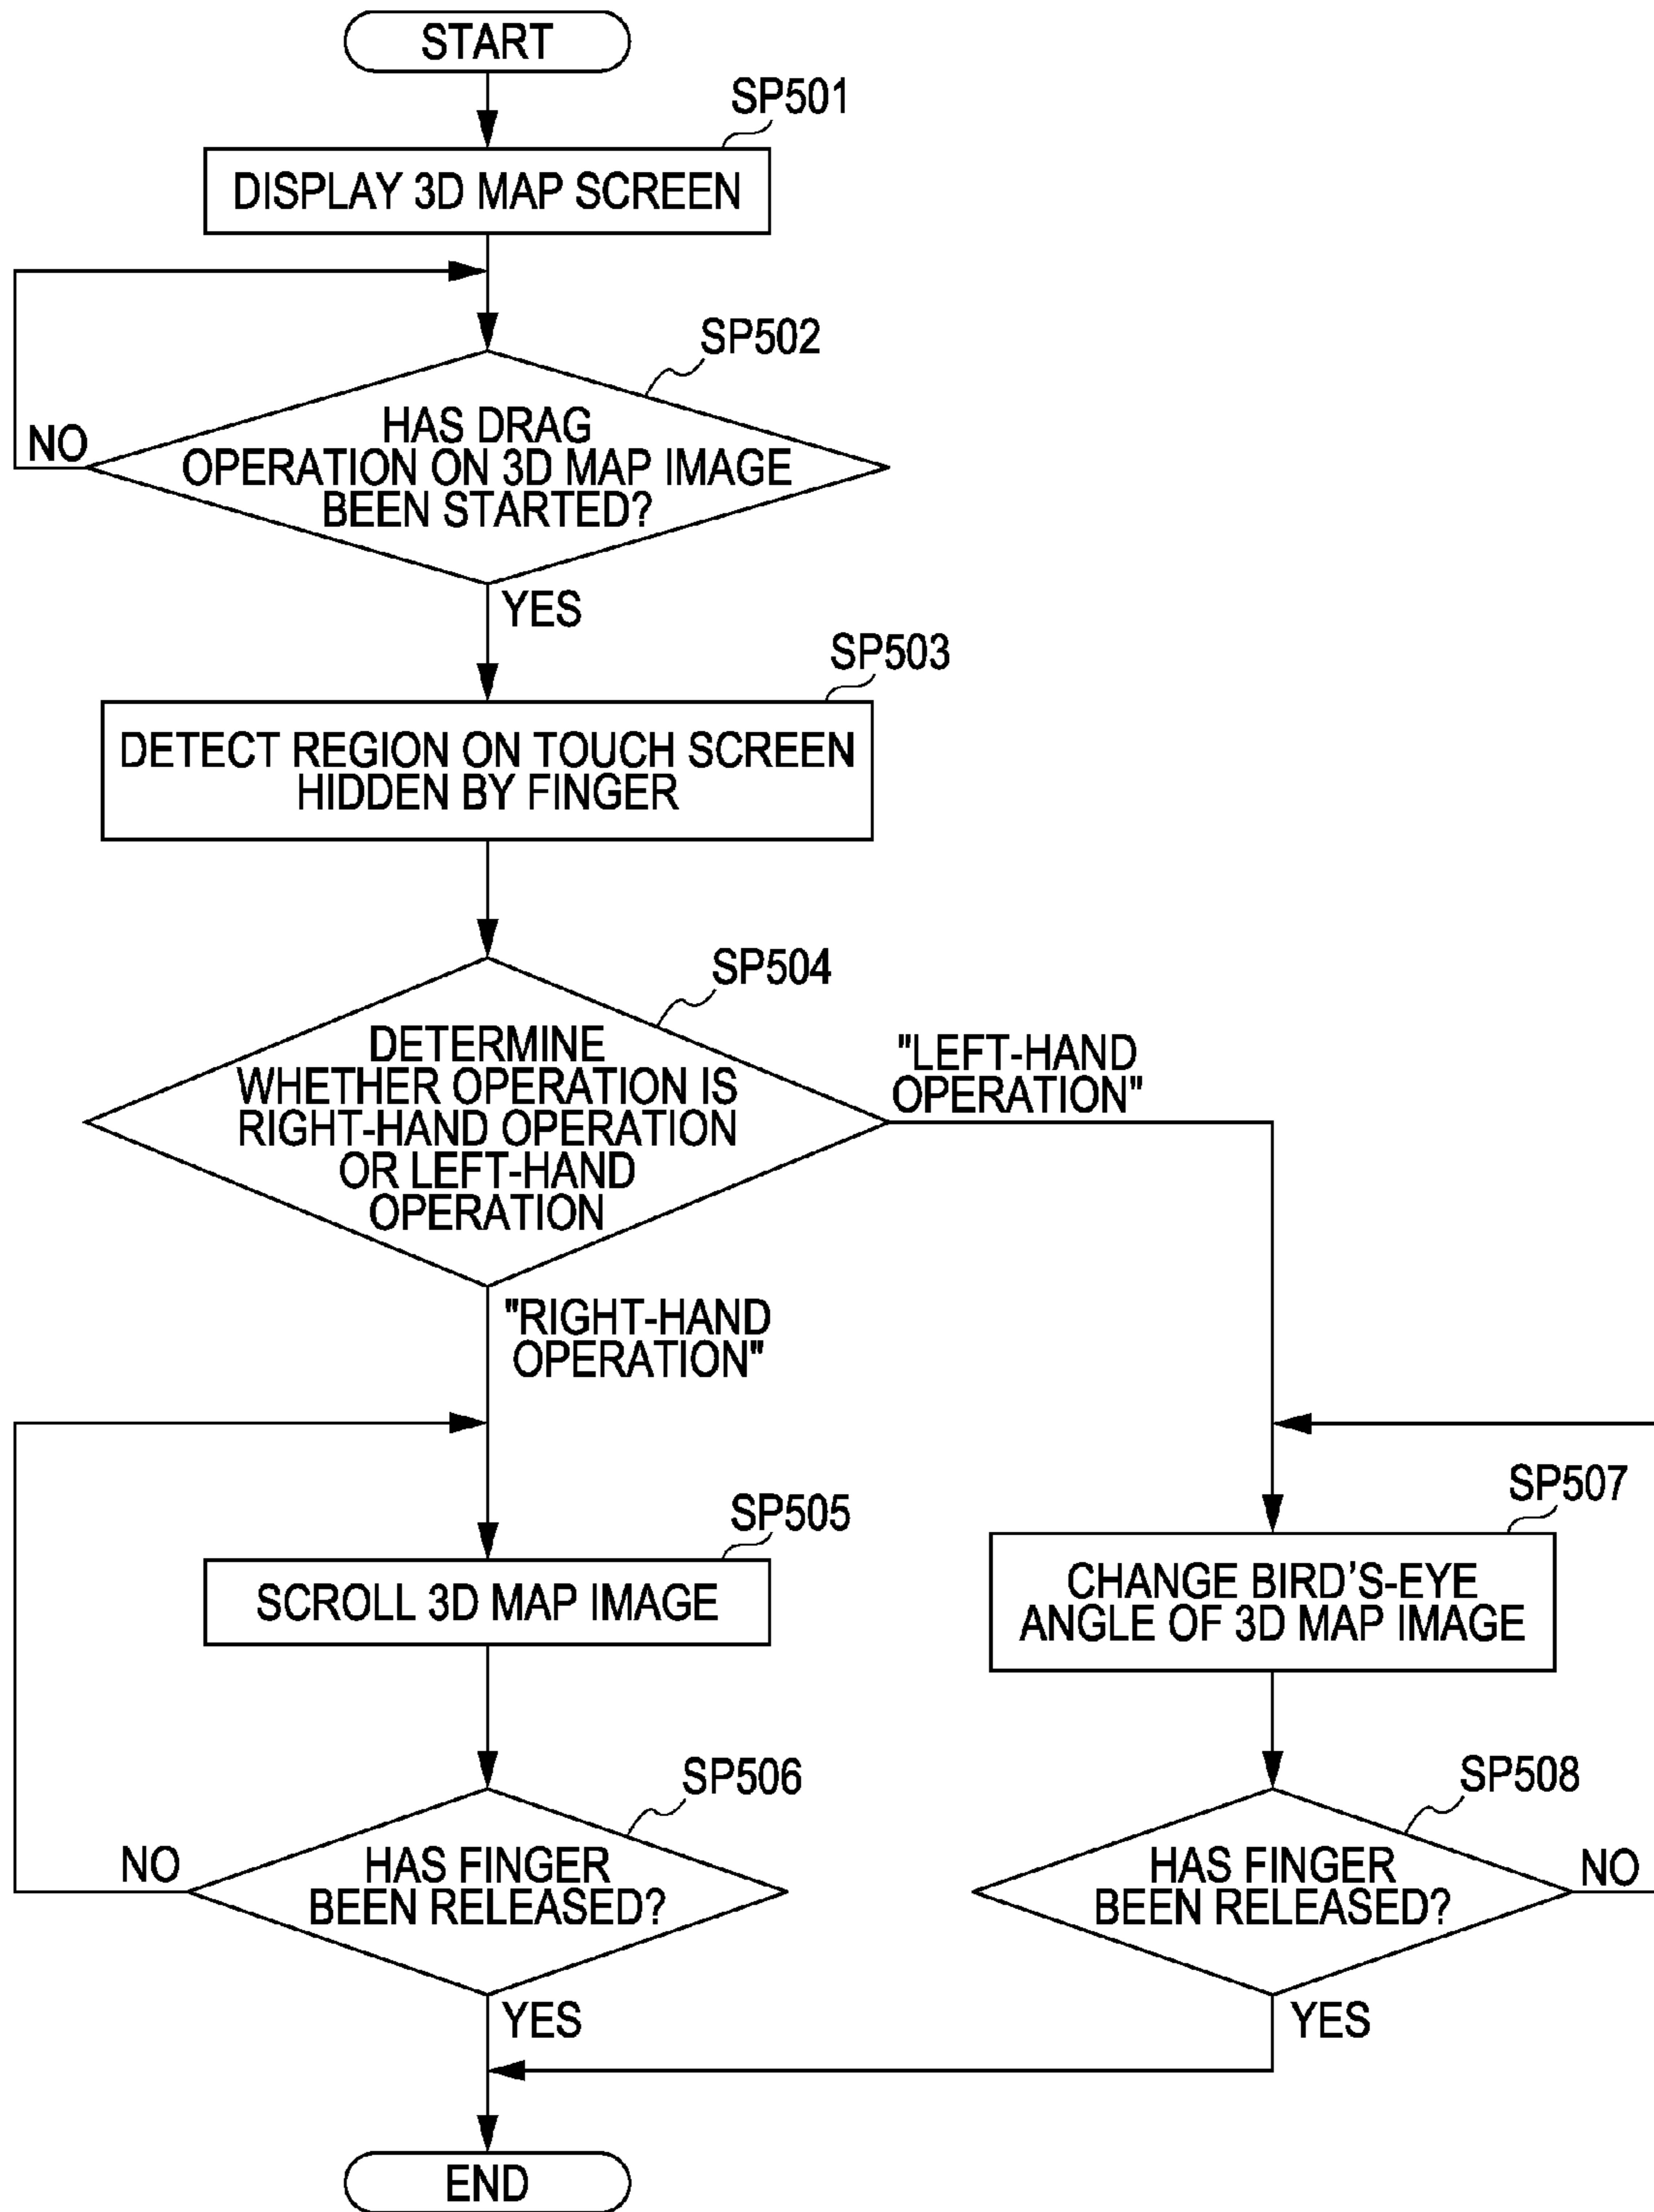 START
SP501
DISPLAY 3D MAP SCREEN
SP502
HAS DRAG
OPERATION ON 3D MAP IMAGE
BEEN STARTED?
NO
YES
SP503
DETECT REGION ON TOUCH SCREEN
HIDDEN BY FINGER
SP504
DETERMINE
WHETHER OPERATION IS
RIGHT-HAND OPERATION
OR LEFT-HAND
OPERATION
"LEFT-HAND
OPERATION"
"RIGHT-HAND
OPERATION"
SP505
SCROLL 3D MAP IMAGE
SP506
HAS FINGER
BEEN RELEASED?
NO
YES
SP507
CHANGE BIRD'S-EYE
ANGLE OF 3D MAP IMAGE
SP508
HAS FINGER
BEEN RELEASED?
NO
YES
END